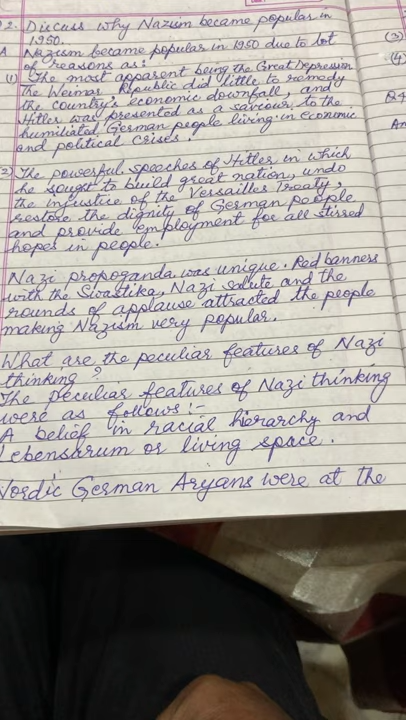 2. Discuss why Nazism became popular in
1950.
A Nazism became popular in 1950 due to lot
of reasons as:
(1) The most apparent being the Great Depression
The Weimar Republic did little to remedy
the country's economic downfall, and
Hitler was presented as a saviour to the
humiliated German people living in economic
and political crises.
2) The powerful speeches of Hitler in which
he sought to build great nation, undo
the injustice of the Versailles Treaty,
restore the dignity of German people
and provide employment for all stirred
hopes in people.
Nazi propoganda was unique. Red banners
with the Swastika, Nazi salute and the
rounds of applause attracted the people
making Nazism very popular.
What are the peculiar features of Nazi
thinking?
The peculiar features of Nazi thinking
were as follows:-
A belief in racial hierarchy and
Lebensarum or living space.
Nordic German Aryans were at the
(3)
(4)
Q4
An